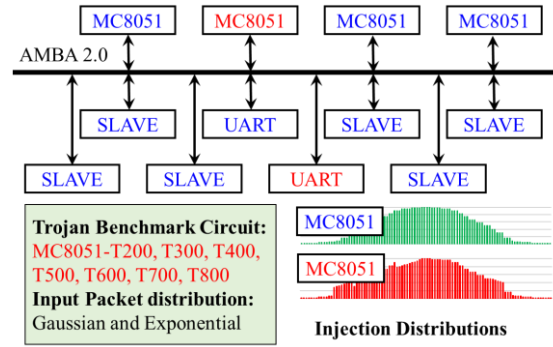 MC8051 MC8051 MC8051 MC8051
AMBA 2.0
SLAVE UART SLAVE SLAVE
SLAVE SLAVE UART SLAVE
Trojan Benchmark Circuit:
MC8051-T200, T300, T400,
T500, T600, T700, T800
Input Packet distribution:
Gaussian and Exponential
MC8051
MC8051
Injection Distributions